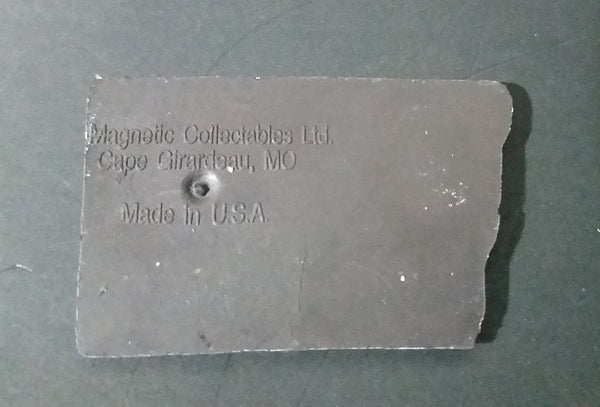 Magnetic Collectables Ltd.
Cape Girardeau, MO
Made in U.S.A.